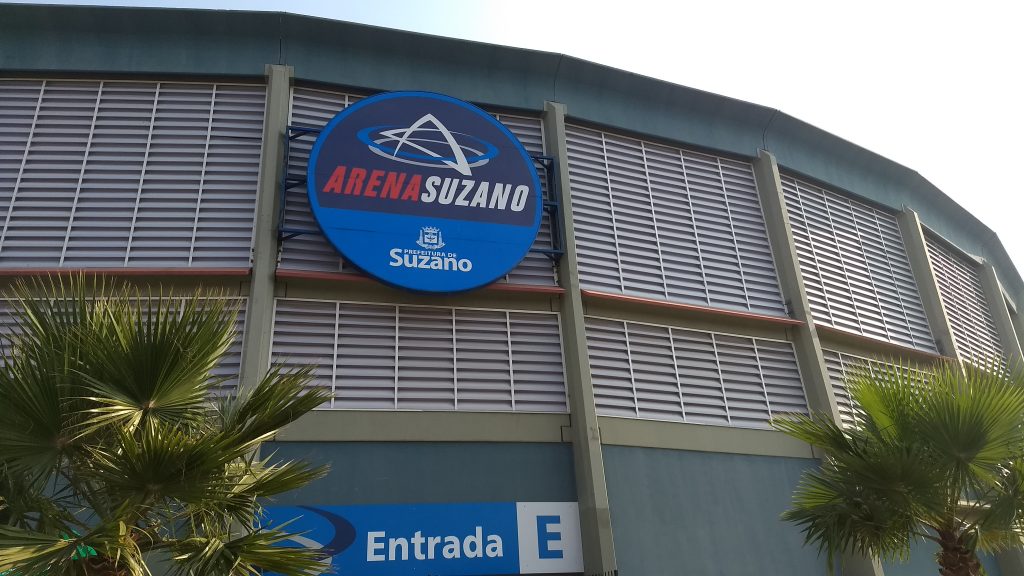 ARENASUZANO
PREFEITURA DE
Suzano
Entrada E